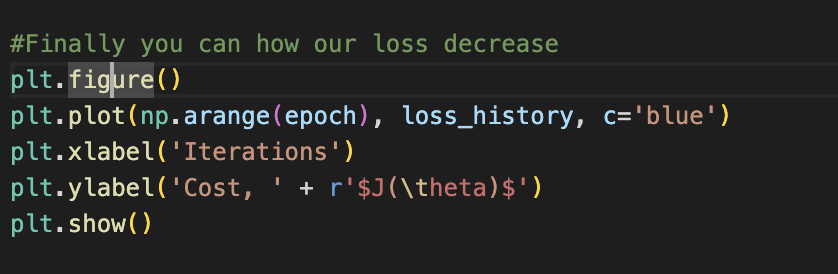 #Finally you can how our loss decrease
plt.figure()
plt.plot(np.arange(epoch), loss_history, c='blue')
plt.xlabel('Iterations')
plt.ylabel('Cost, ' + r'$J(\theta)$')
plt.show()